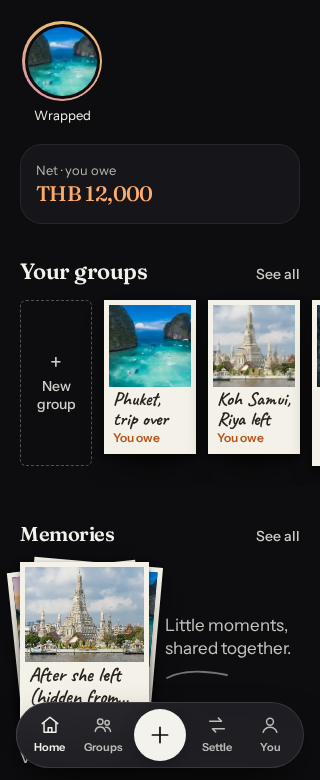 Wrapped
Net · you owe
THB 12,000
Your groups
See all
+
New
group
Phuket,
trip over
You owe
Koh Samui,
Riya left
You owe
Memories
See all
Little moments,
shared together.
After she left
(hidden from...
Home
Groups
+
Settle
You